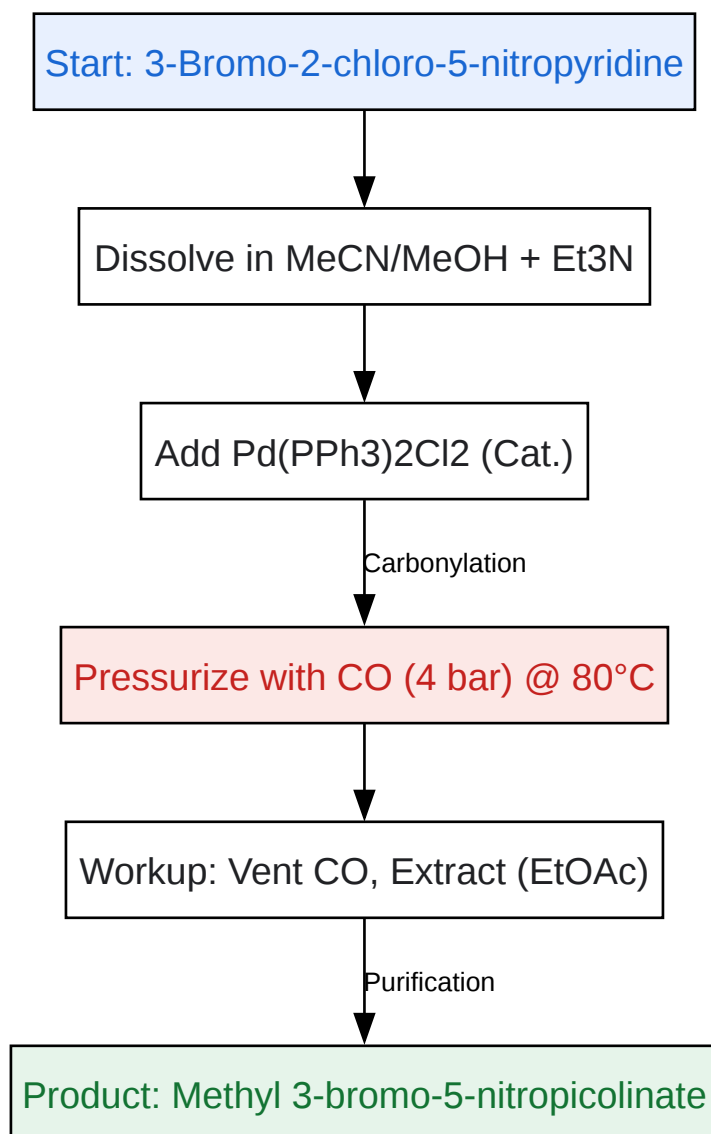 Start: 3-Bromo-2-chloro-5-nitropyridine
Dissolve in MeCN/MeOH + Et3N
Add Pd(PPh3)2Cl2 (Cat.)
Carbonylation
Pressurize with CO (4 bar) @ 80°C
Workup: Vent CO, Extract (EtOAc)
Purification
Product: Methyl 3-bromo-5-nitropicolinate